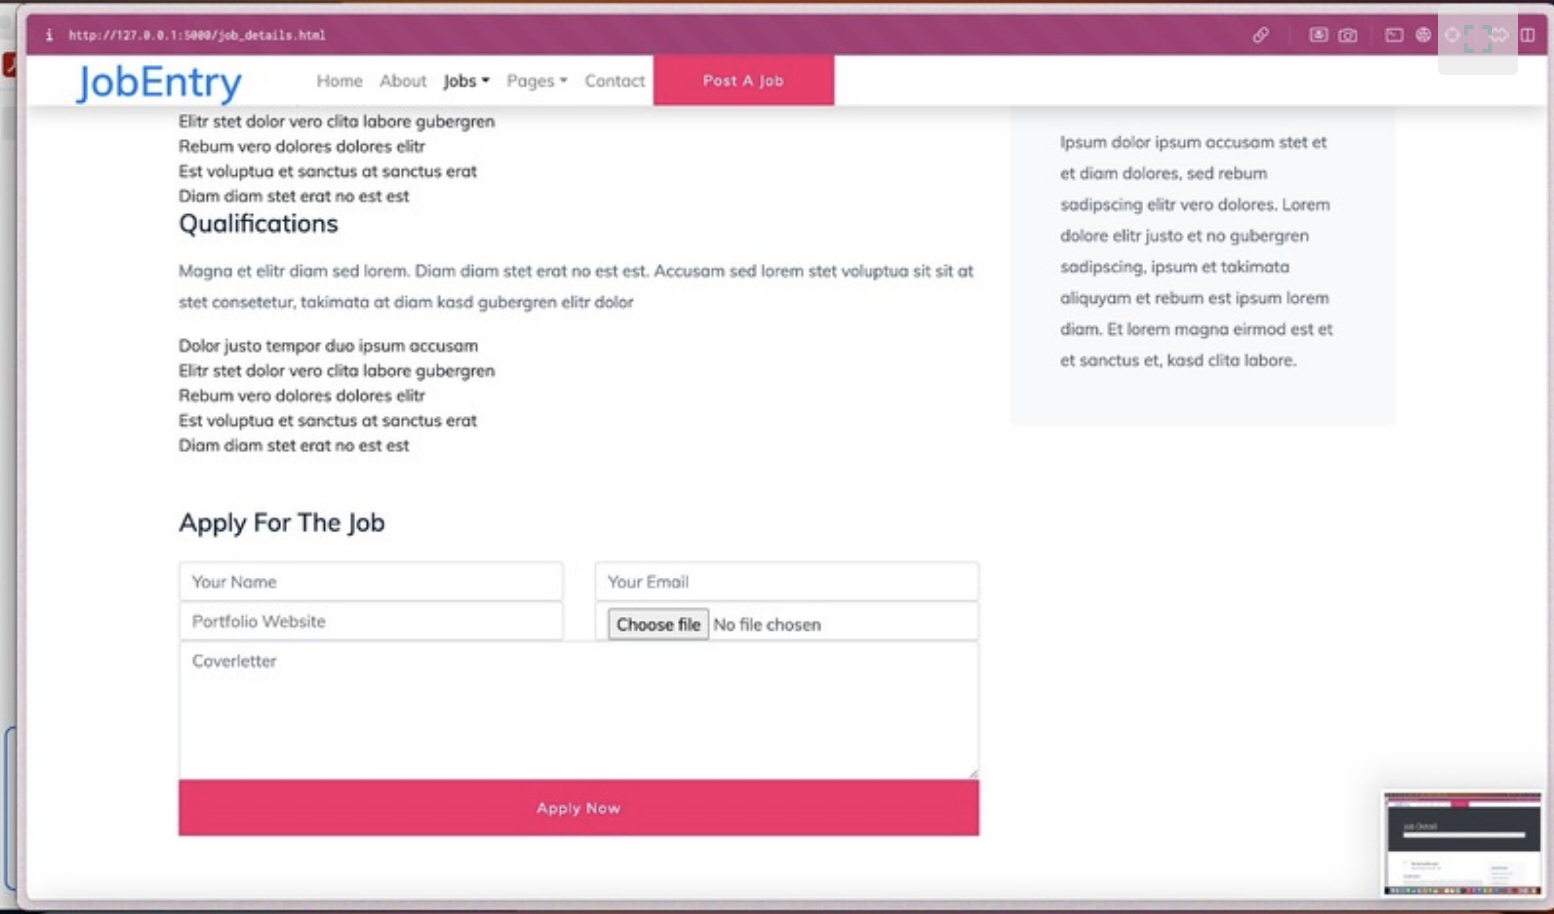 http://127.0.0.1:5000/job_details.html
JobEntry
Home About Jobs Pages Contact Post A Job
Elitr stet dolor vero clita labore gubergren
Rebum vero dolores dolores elitr
Est voluptua et sanctus at sanctus erat
Diam diam stet erat no est est
Qualifications
Magna et elitr diam sed lorem. Diam diam stet erat no est est. Accusam sed lorem stet voluptua sit sit at
stet consetetur, takimata at diam kasd gubergren elitr dolor
Dolor justo tempor duo ipsum accusam
Elitr stet dolor vero clita labore gubergren
Rebum vero dolores dolores elitr
Est voluptua et sanctus at sanctus erat
Diam diam stet erat no est est
Apply For The Job
Your Name
Your Email
Portfolio Website
Choose file No file chosen
Coverletter
Apply Now
Ipsum dolor ipsum accusam stet et
et diam dolores, sed rebum
sadipscing elitr vero dolores. Lorem
dolore elitr justo et no gubergren
sadipscing, ipsum et takimata
aliquyam et rebum est ipsum lorem
diam. Et lorem magna eirmod est et
et sanctus et, kasd clita labore.
Job Detail